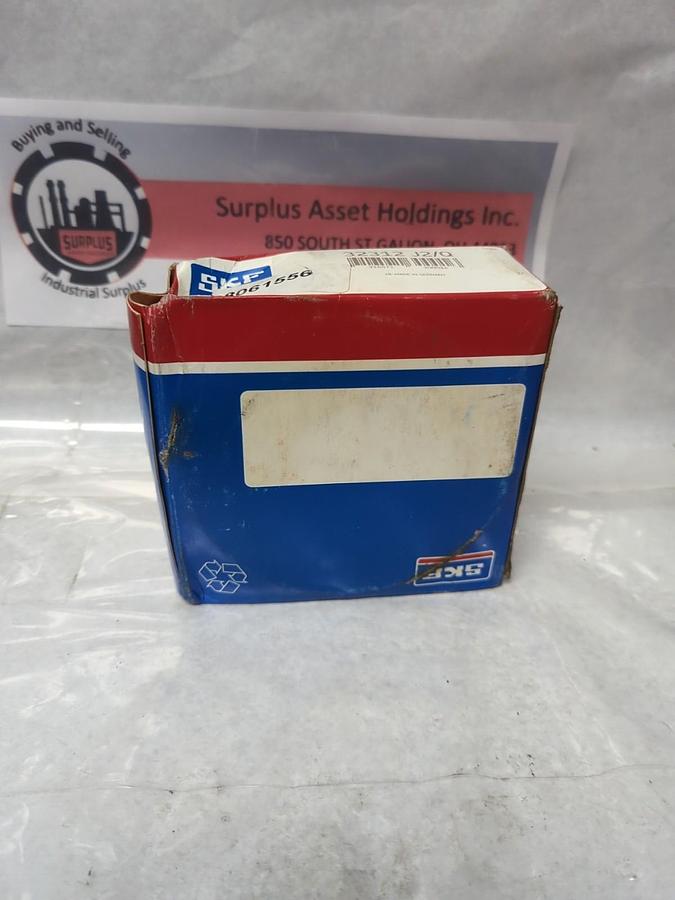 Buying and Selling
SURPLUS
Industrial Surplus
Surplus Asset Holdings Inc.
850 SOUTH ST GALION, OH
SKF
32312 J2/Q
8061556
SKF